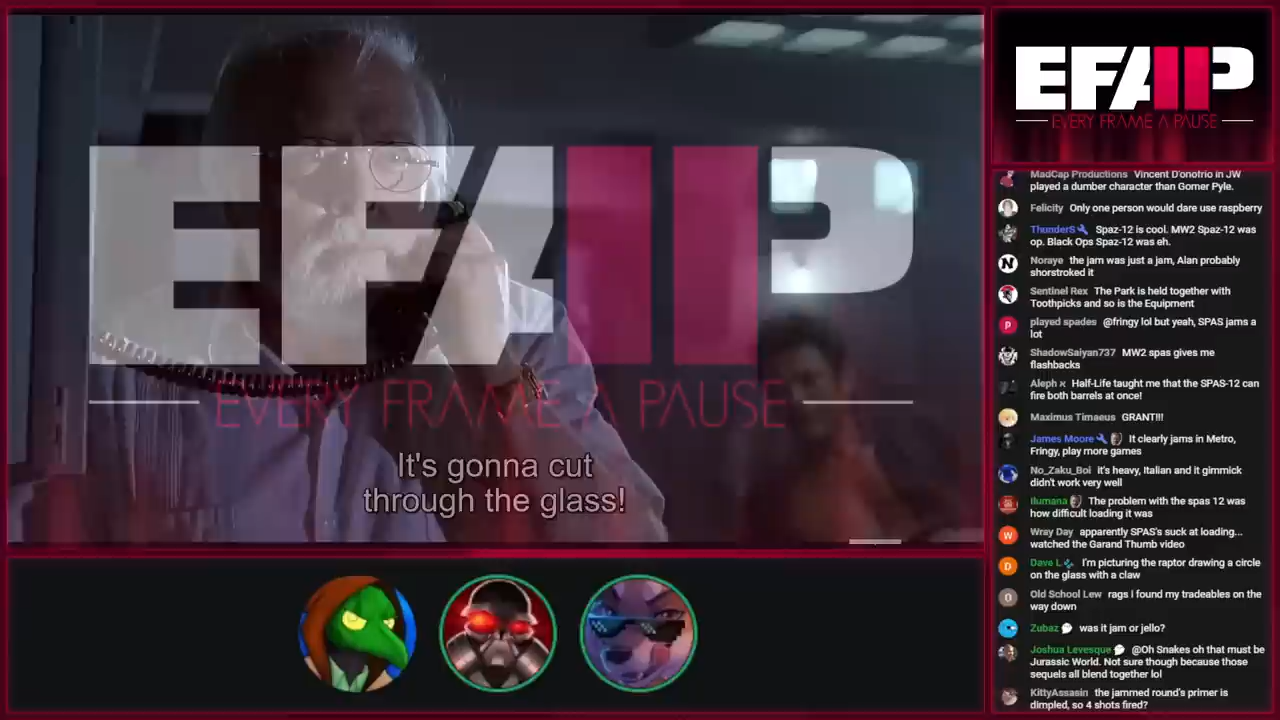 EFAP
EVERY FRAME A PAUSE
It's gonna cut
through the glass!
EFAP
EVERY FRAME A PAUSE
MadCap Productions Vincent D'onofrio in JW
played a dumber character than Gomer Pyle.
Felicity Only one person would dare use raspberry
ThunderS Spaz-12 is cool. MW2 Spaz-12 was
op. Black Ops Spaz-12 was eh.
Noraye the jam was just a jam, Alan probably
shorstroked it
Sentinel Rex The Park is held together with
Toothpicks and so is the Equipment
played spades @fringy lol but yeah, SPAS jams a
lot
ShadowSaiyan737 MW2 spas gives me
flashbacks
Aleph א Half-Life taught me that the SPAS-12 can
fire both barrels at once!
Maximus Timaeus GRANT!!!
James Moore It clearly jams in Metro,
Fringy, play more games
No_Zaku_Boi it's heavy, Italian and it gimmick
didn't work very well
Ilumana The problem with the spas 12 was
how difficult loading it was
W
Wray Day apparently SPAS's suck at loading...
watched the Garand Thumb video
D
Dave L I'm picturing the raptor drawing a circle
on the glass with a claw
O
Old School Lew rags i found my tradeables on the
way down
Zubaz was it jam or jello?
Joshua Levesque @Oh Snakes oh that must be
Jurassic World. Not sure though because those
sequels all blend together lol
KittyAssasin the jammed round's primer is
dimpled, so 4 shots fired?